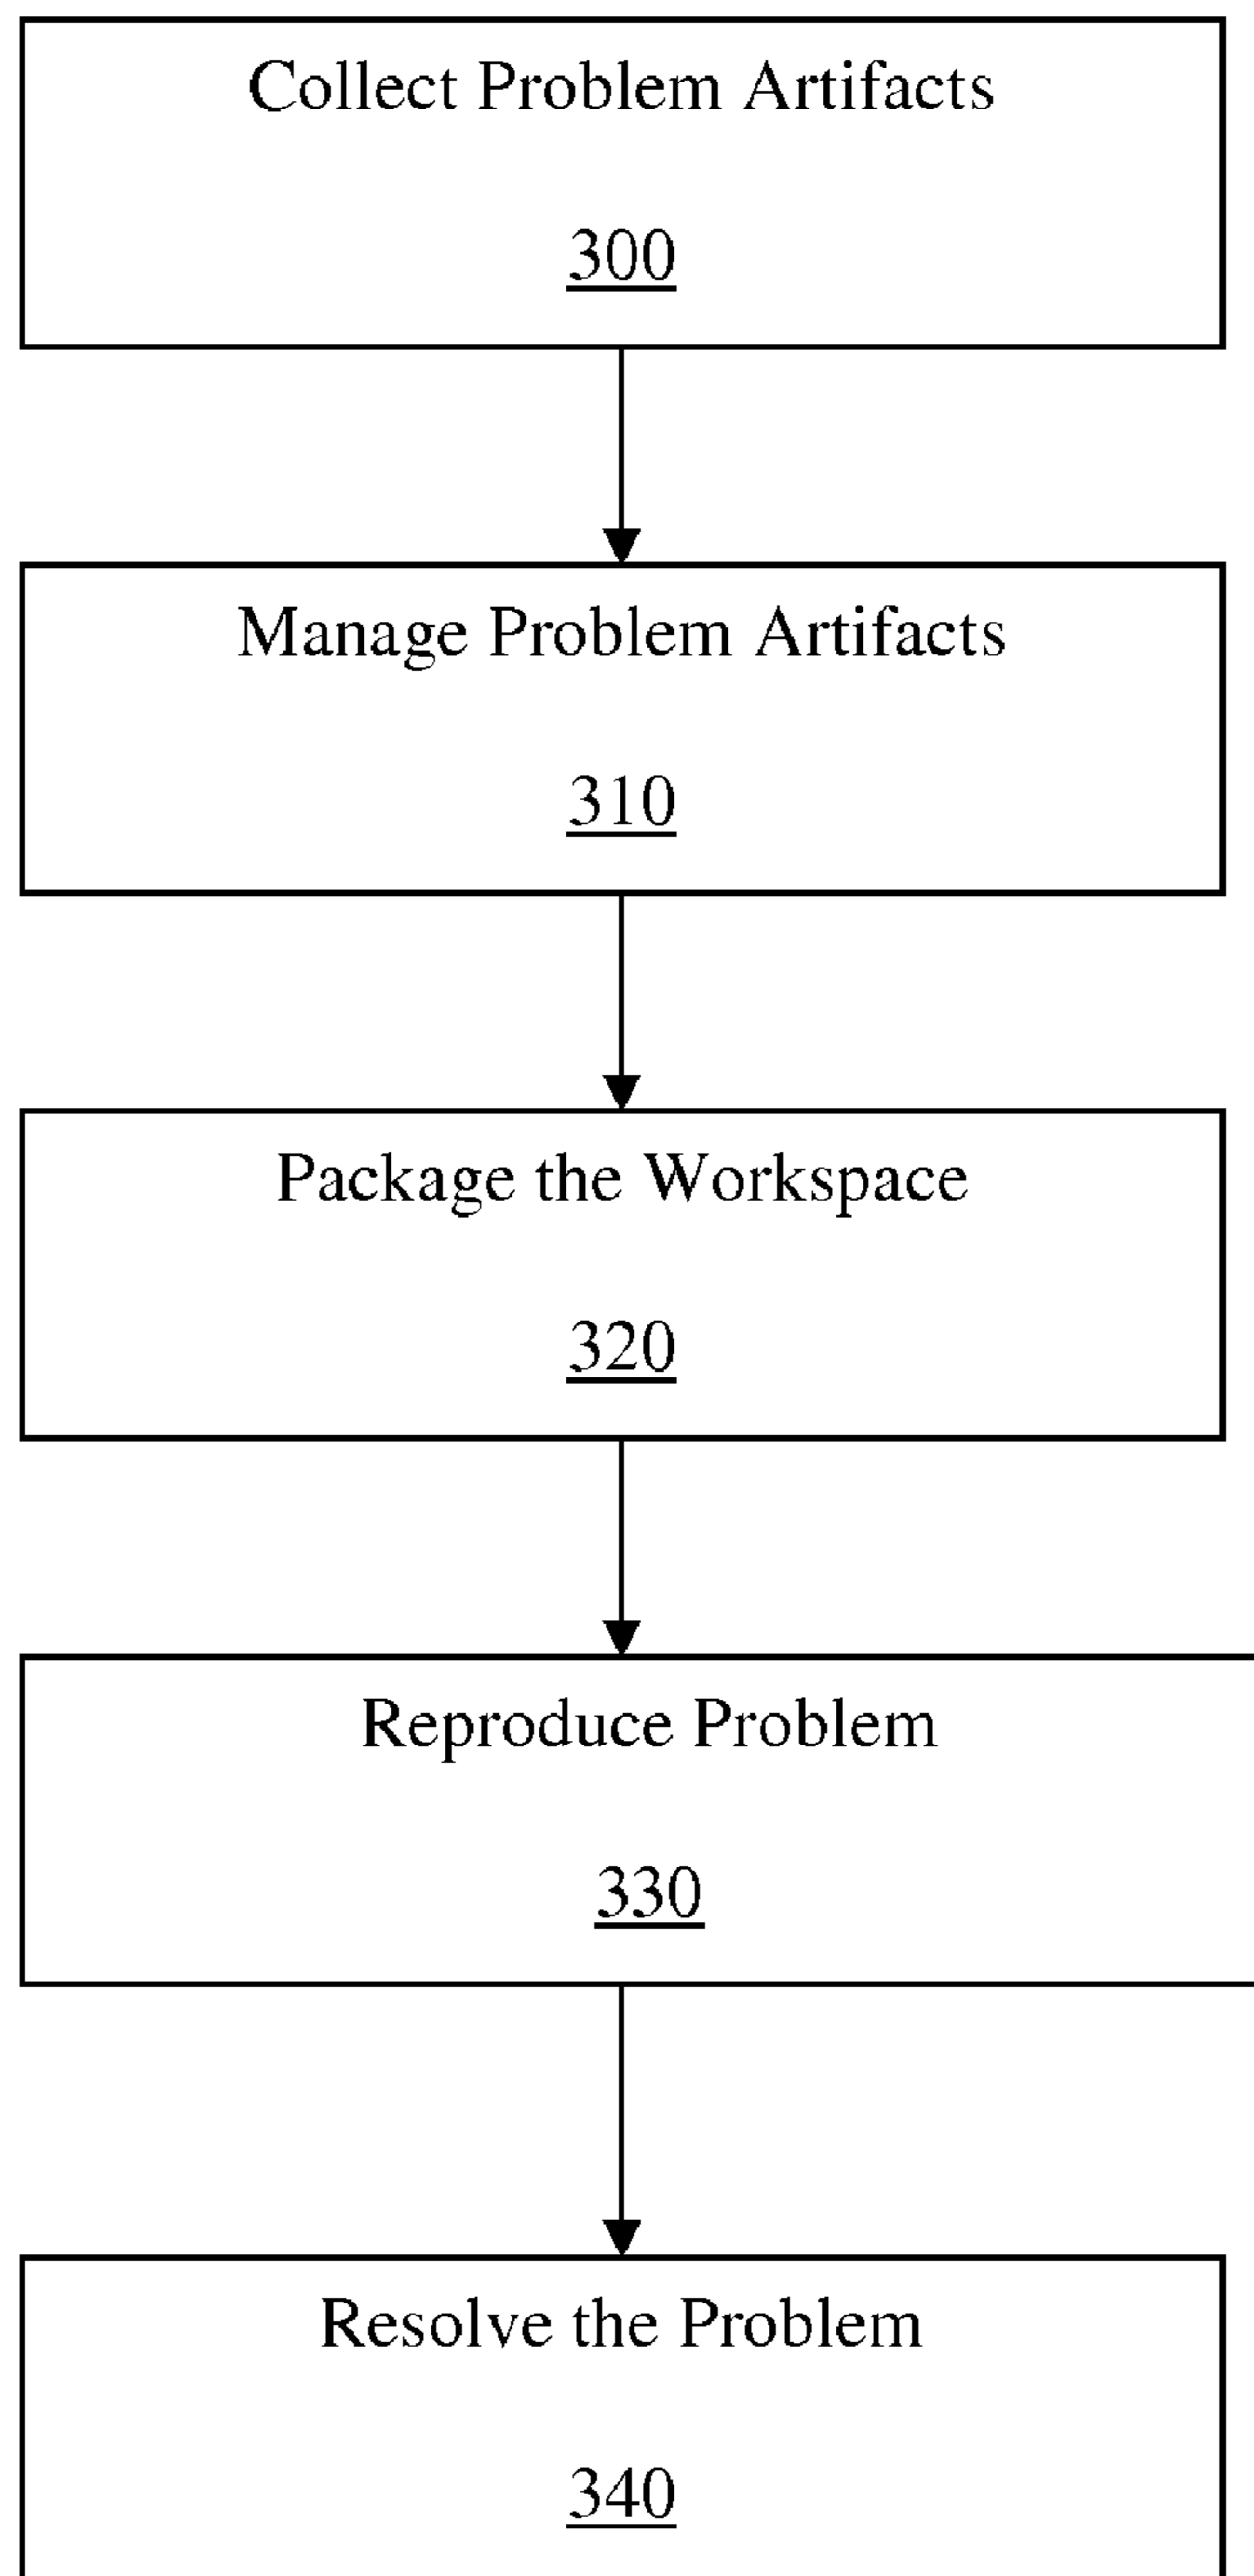 Collect Problem Artifacts
300
Manage Problem Artifacts
310
Package the Workspace
320
Reproduce Problem
330
Resolve the Problem
340